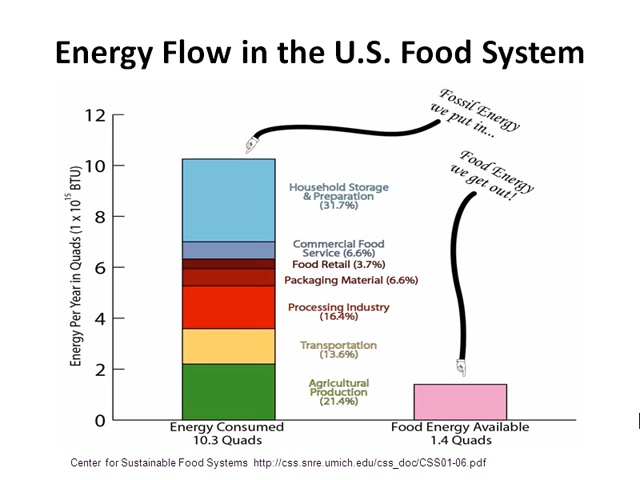 Energy Flow in the U.S. Food System
Fossil Energy
we put in...
Food Energy
we get out!
Energy Per Year in Quads (1 x 10¹⁵ BTU)
12
10
8
6
4
2
0
Household Storage
& Preparation
(31.7%)
Commercial Food
Service (6.6%)
Food Retail (3.7%)
Packaging Material (6.6%)
Processing Industry
(16.4%)
Transportation
(13.6%)
Agricultural
Production
(21.4%)
Energy Consumed
10.3 Quads
Food Energy Available
1.4 Quads
Center for Sustainable Food Systems http://css.snre.umich.edu/css_doc/CSS01-06.pdf